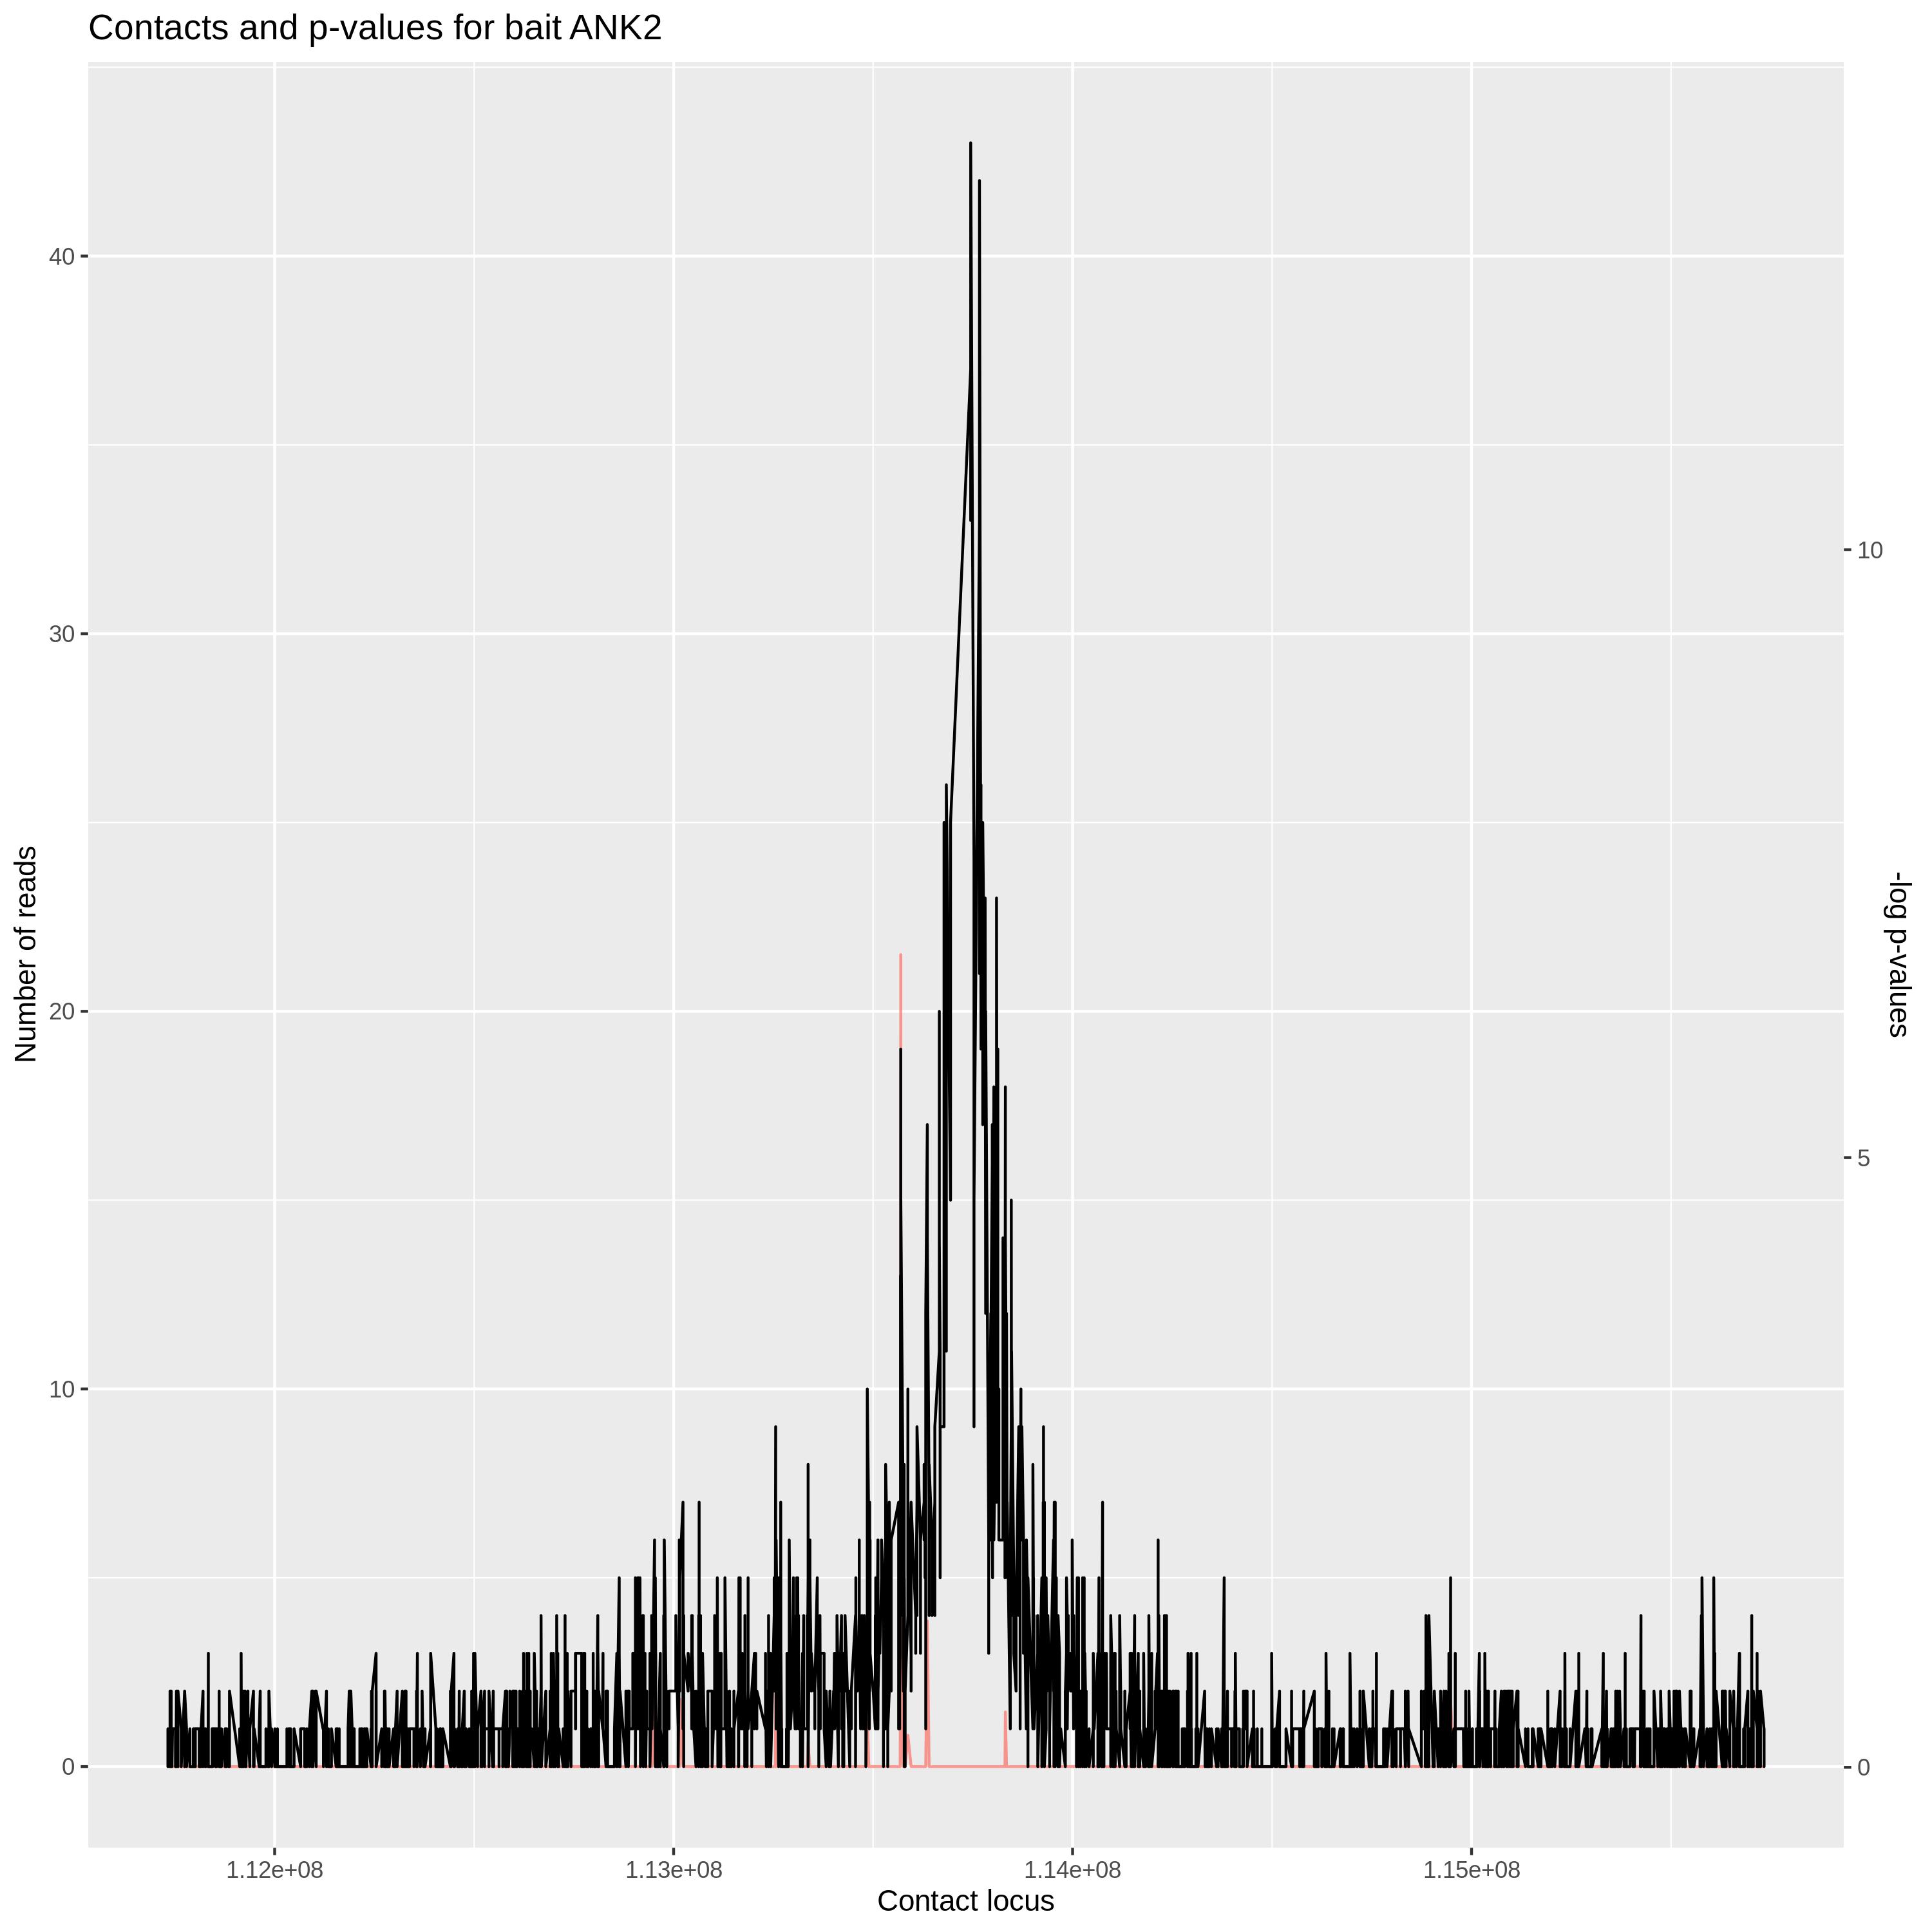 Contacts and p-values for bait ANK2
Number of reads
40
30
20
10
0
10
5
0
-log p-values
1.12e+08 1.13e+08 1.14e+08 1.15e+08
Contact locus